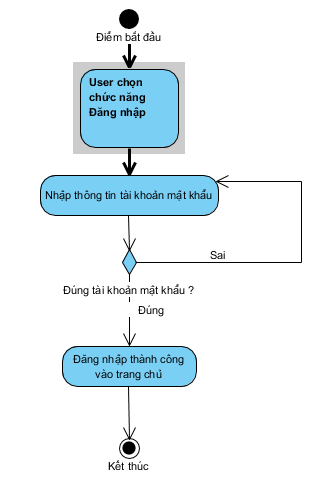 Điểm bắt đầu
User chọn
chức năng
Đăng nhập
Nhập thông tin tài khoản mật khẩu
Sai
Đúng tài khoản mật khẩu ?
Đúng
Đăng nhập thành công
vào trang chủ
Kết thúc